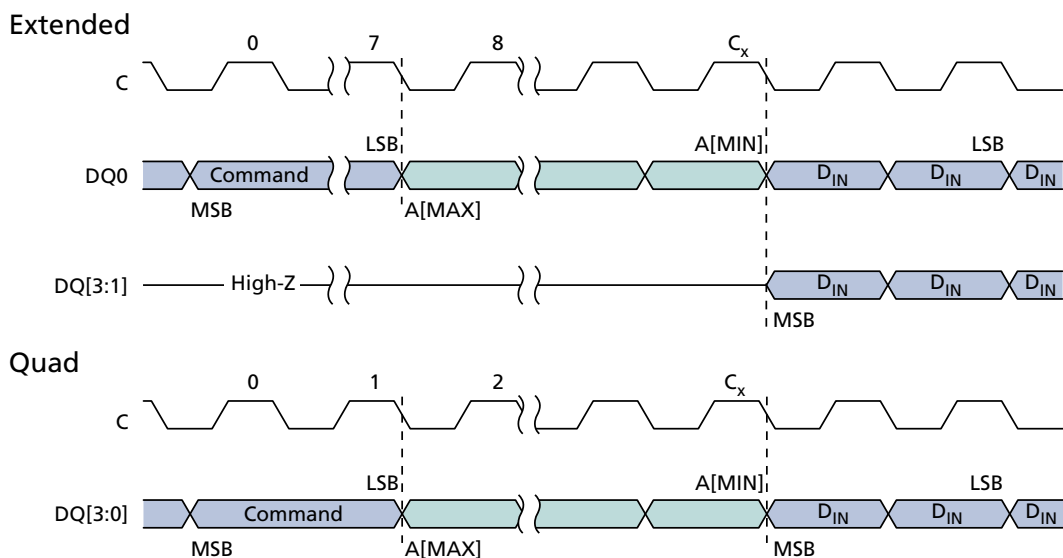 Extended
0 7 8 Cx
C
LSB A[MIN] LSB
DQ0 Command DIN DIN DIN
MSB A[MAX]
DQ[3:1] High-Z DIN DIN DIN
MSB
Quad
0 1 2 Cx
C
LSB A[MIN] LSB
DQ[3:0] Command DIN DIN DIN
MSB A[MAX] MSB